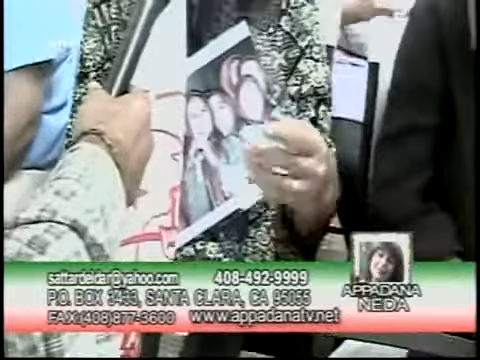 sattardeldar@yahoo.com 408-492-9999
P.O. BOX 3433, SANTA CLARA, CA 95055
FAX:(408)877-3600 www.appadanatv.net
APPADANA
NEDA